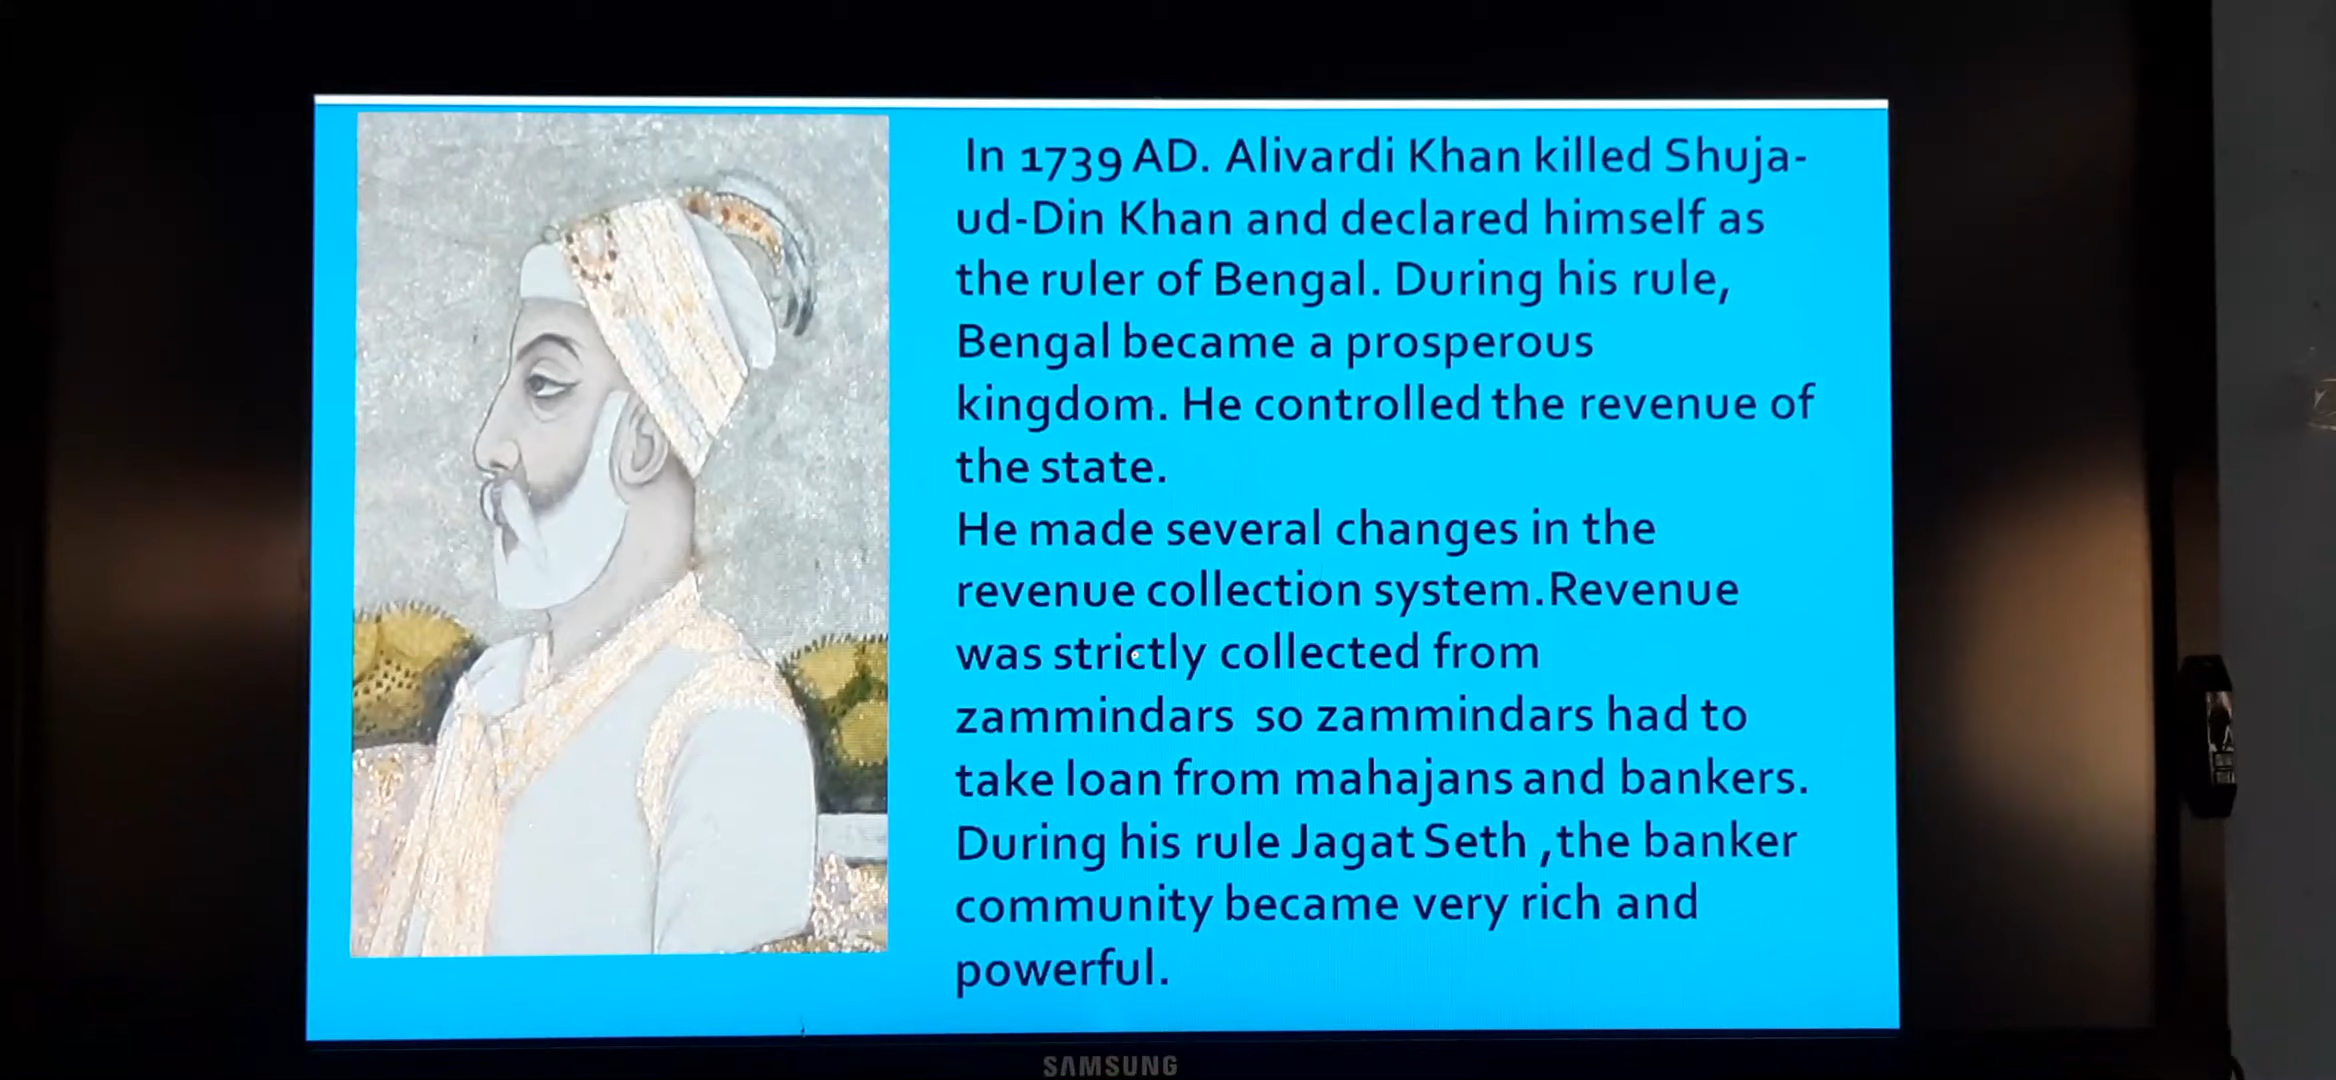 In 1739 AD. Alivardi Khan killed Shuja-
ud-Din Khan and declared himself as
the ruler of Bengal. During his rule,
Bengal became a prosperous
kingdom. He controlled the revenue of
the state.
He made several changes in the
revenue collection system.Revenue
was strictly collected from
zammindars so zammindars had to
take loan from mahajans and bankers.
During his rule Jagat Seth ,the banker
community became very rich and
powerful.
SAMSUNG